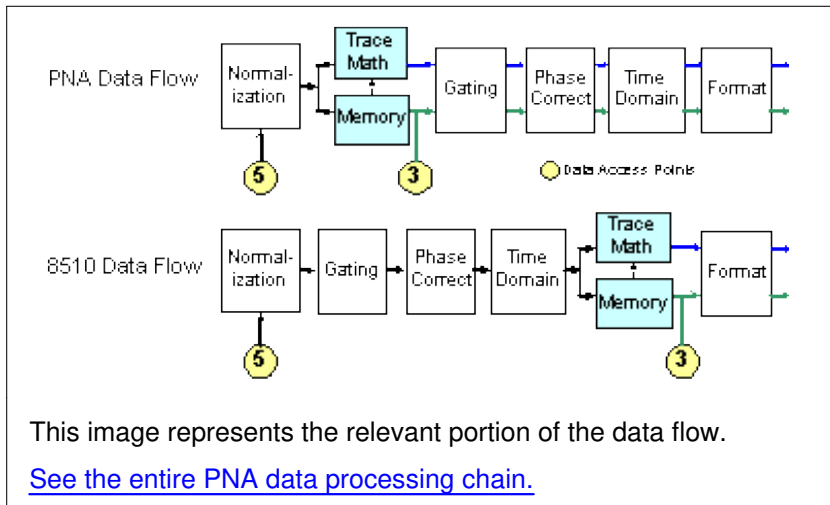 PNA Data Flow
Normal-
ization
Trace
Math
Memory
Gating
Phase
Correct
Time
Domain
Format
5
3
Data Access Points
8510 Data Flow
Normal-
ization
Gating
Phase
Correct
Time
Domain
Trace
Math
Memory
Format
5
3
This image represents the relevant portion of the data flow.
See the entire PNA data processing chain.